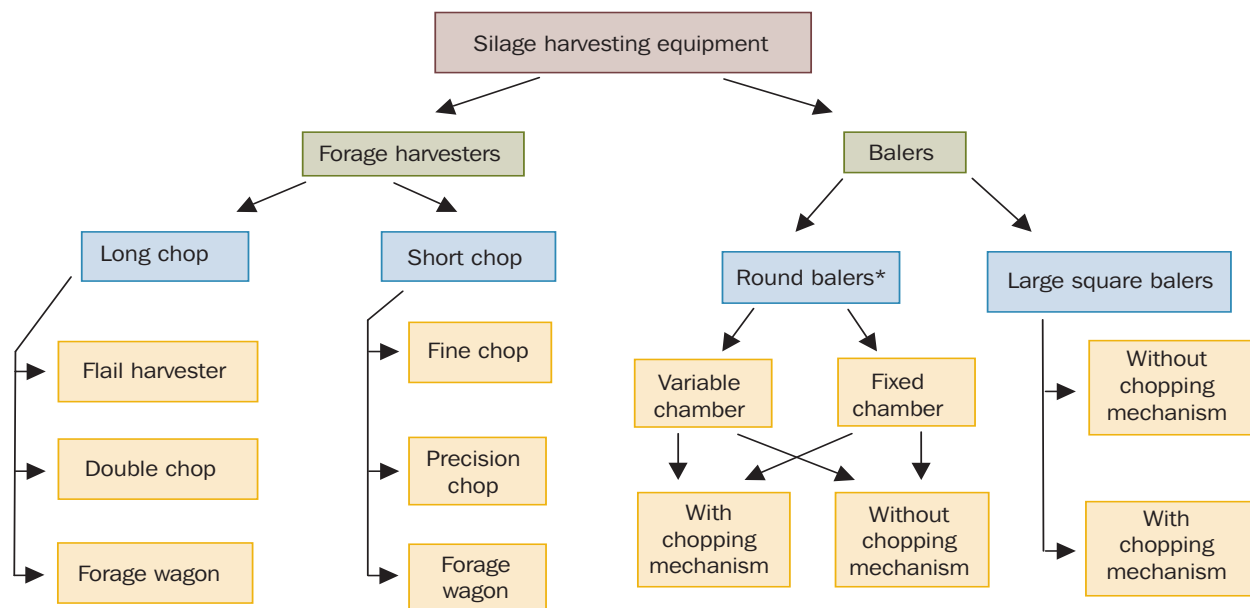 Silage harvesting equipment
Forage harvesters
Balers
Long chop
Short chop
Round balers*
Large square balers
Flail harvester
Double chop
Forage wagon
Fine chop
Precision
chop
Forage
wagon
Variable
chamber
Fixed
chamber
With
chopping
mechanism
Without
chopping
mechanism
Without
chopping
mechanism
With
chopping
mechanism